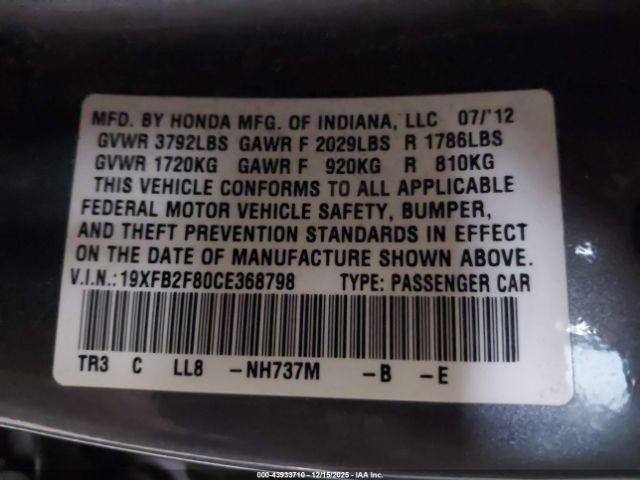 MFD. BY HONDA MFG. OF INDIANA, LLC 07/'12
GVWR 3792LBS GAWR F 2029LBS R 1786LBS
GVWR 1720KG GAWR F 920KG R 810KG
THIS VEHICLE CONFORMS TO ALL APPLICABLE
FEDERAL MOTOR VEHICLE SAFETY, BUMPER,
AND THEFT PREVENTION STANDARDS IN EFFECT
ON THE DATE OF MANUFACTURE SHOWN ABOVE.
V.I.N.: 19XFB2F80CE368798 TYPE: PASSENGER CAR
TR3 C LL8 -NH737M -B -E
000-43933710 - 12/15/2025 - IAA Inc.